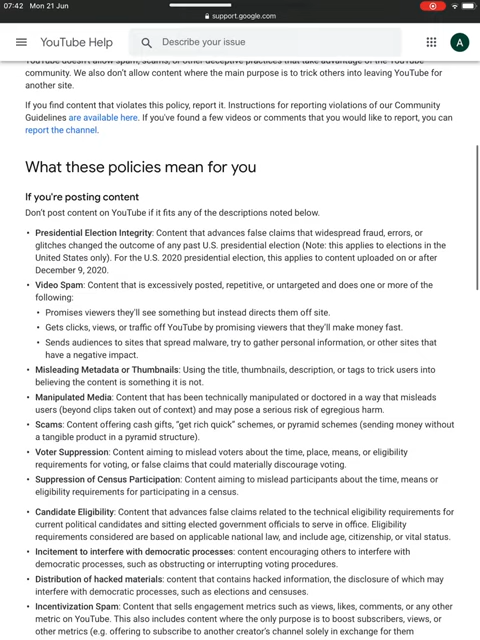 07:42 Mon 21 Jun
support.google.com
YouTube Help
Describe your issue
A
YouTube doesn't allow spam, scams, or other deceptive practices that take advantage of the YouTube
community. We also don't allow content where the main purpose is to trick others into leaving YouTube for
another site.
If you find content that violates this policy, report it. Instructions for reporting violations of our Community
Guidelines are available here. If you've found a few videos or comments that you would like to report, you can
report the channel.
What these policies mean for you
If you're posting content
Don't post content on YouTube if it fits any of the descriptions noted below.
• Presidential Election Integrity: Content that advances false claims that widespread fraud, errors, or
glitches changed the outcome of any past U.S. presidential election (Note: this applies to elections in the
United States only). For the U.S. 2020 presidential election, this applies to content uploaded on or after
December 9, 2020.
• Video Spam: Content that is excessively posted, repetitive, or untargeted and does one or more of the
following:
• Promises viewers they'll see something but instead directs them off site.
• Gets clicks, views, or traffic off YouTube by promising viewers that they'll make money fast.
• Sends audiences to sites that spread malware, try to gather personal information, or other sites that
have a negative impact.
• Misleading Metadata or Thumbnails: Using the title, thumbnails, description, or tags to trick users into
believing the content is something it is not.
• Manipulated Media: Content that has been technically manipulated or doctored in a way that misleads
users (beyond clips taken out of context) and may pose a serious risk of egregious harm.
• Scams: Content offering cash gifts, "get rich quick" schemes, or pyramid schemes (sending money without
a tangible product in a pyramid structure).
• Voter Suppression: Content aiming to mislead voters about the time, place, means, or eligibility
requirements for voting, or false claims that could materially discourage voting.
• Suppression of Census Participation: Content aiming to mislead participants about the time, means or
eligibility requirements for participating in a census.
• Candidate Eligibility: Content that advances false claims related to the technical eligibility requirements for
current political candidates and sitting elected government officials to serve in office. Eligibility
requirements considered are based on applicable national law, and include age, citizenship, or vital status.
• Incitement to interfere with democratic processes: content encouraging others to interfere with
democratic processes, such as obstructing or interrupting voting procedures.
• Distribution of hacked materials: content that contains hacked information, the disclosure of which may
interfere with democratic processes, such as elections and censuses.
• Incentivization Spam: Content that sells engagement metrics such as views, likes, comments, or any other
metric on YouTube. This also includes content where the only purpose is to boost subscribers, views, or
other metrics (e.g. offering to subscribe to another creator's channel solely in exchange for them